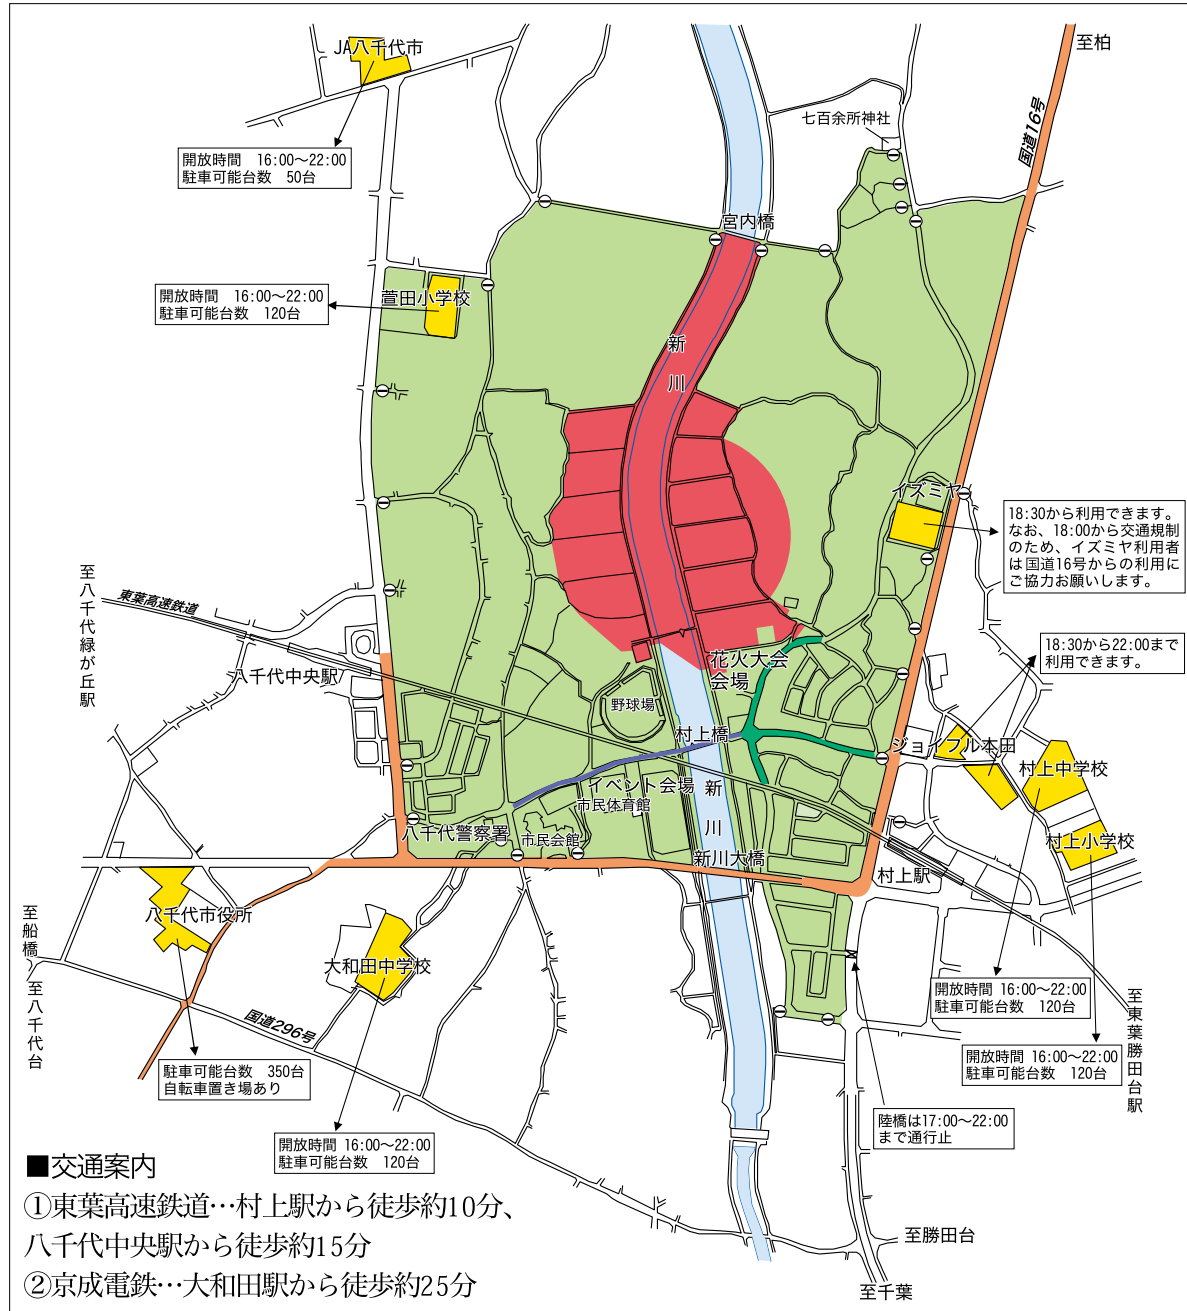 JA八千代市
至柏
国道16号
七百余所神社
開放時間　16:00～22:00
駐車可能台数　50台
宮内橋
萱田小学校
開放時間　16:00～22:00
駐車可能台数　120台
新川
イズミヤ
18:30から利用できます。
なお、18:00から交通規制
のため、イズミヤ利用者
は国道16号からの利用に
ご協力お願いします。
至八千代緑が丘駅
東葉高速鉄道
八千代中央駅
18:30から22:00まで
利用できます。
花火大会
会場
野球場
村上橋
ジョイフル本田
村上中学校
イベント会場
市民体育館
新川
八千代警察署
市民会館
新川大橋
村上小学校
村上駅
八千代市役所
至船橋
至八千代台
大和田中学校
国道296号
開放時間 16:00～22:00
駐車可能台数　120台
至東葉勝田台駅
開放時間 16:00～22:00
駐車可能台数　120台
駐車可能台数　350台
自転車置き場あり
陸橋は17:00～22:00
まで通行止
開放時間 16:00～22:00
駐車可能台数　120台
■交通案内
①東葉高速鉄道…村上駅から徒歩約10分、
八千代中央駅から徒歩約15分
②京成電鉄…大和田駅から徒歩約25分
至勝田台
至千葉